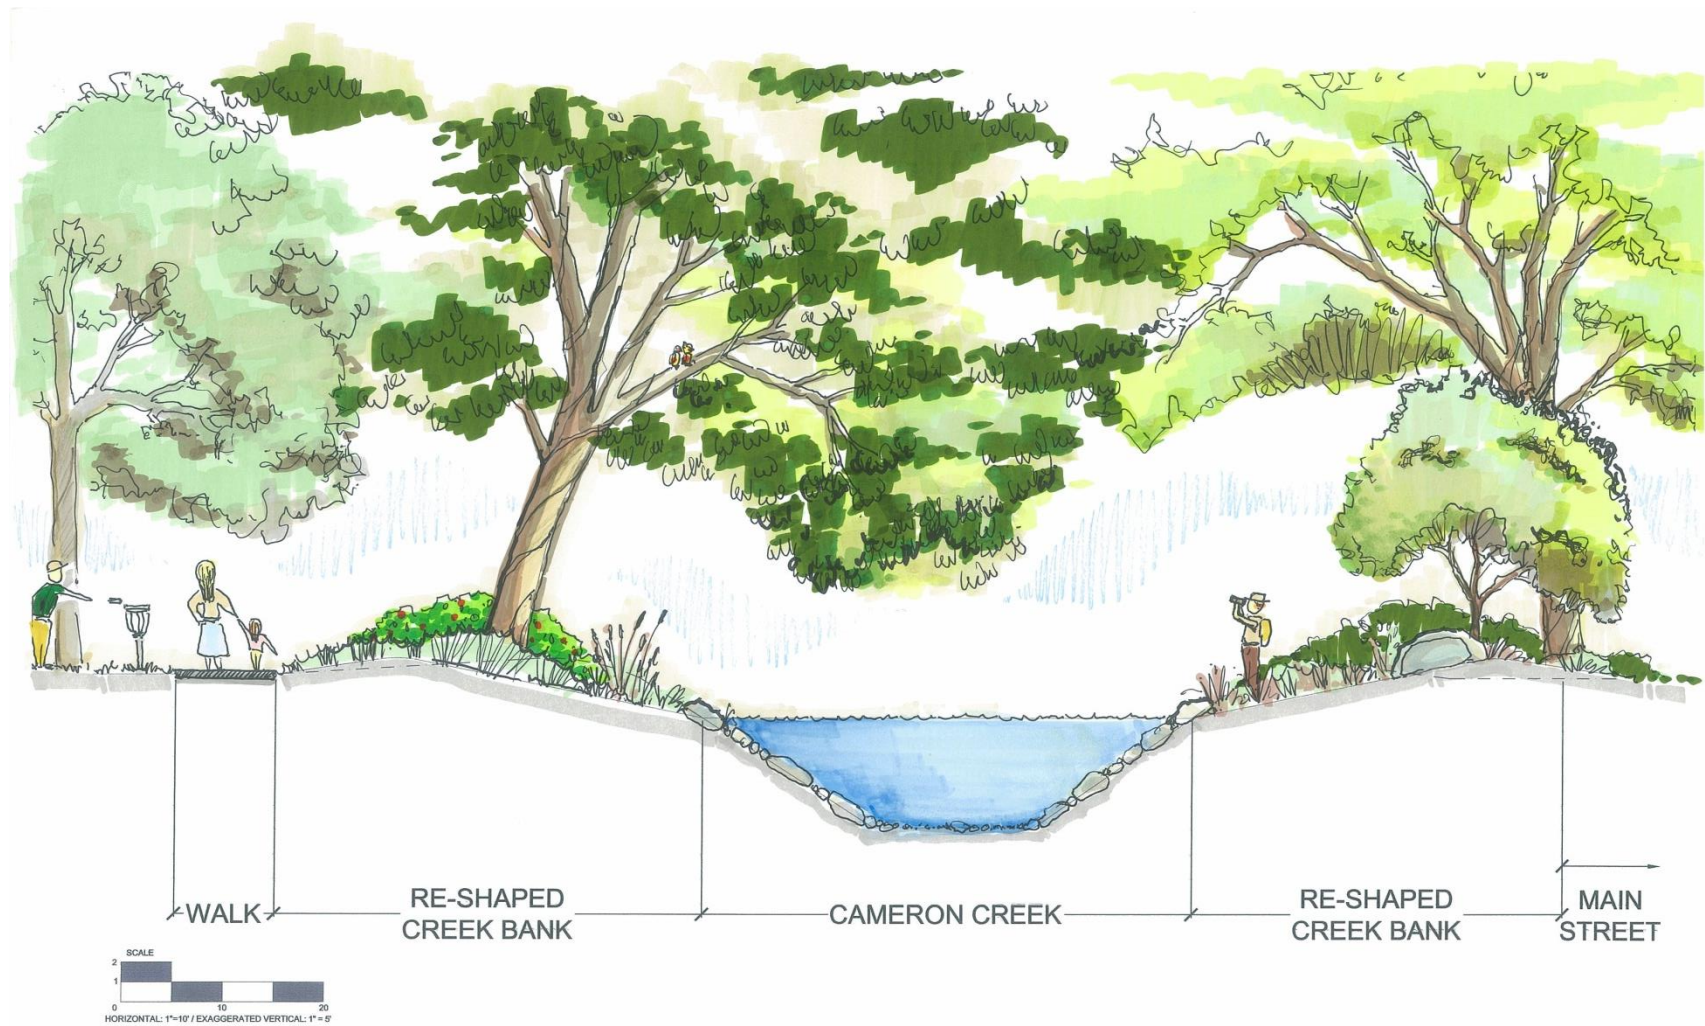 WALK
RE-SHAPED
CREEK BANK
CAMERON CREEK
RE-SHAPED
CREEK BANK
MAIN
STREET
SCALE
2
1
0 10 20
HORIZONTAL: 1"=10' / EXAGGERATED VERTICAL: 1" = 5'